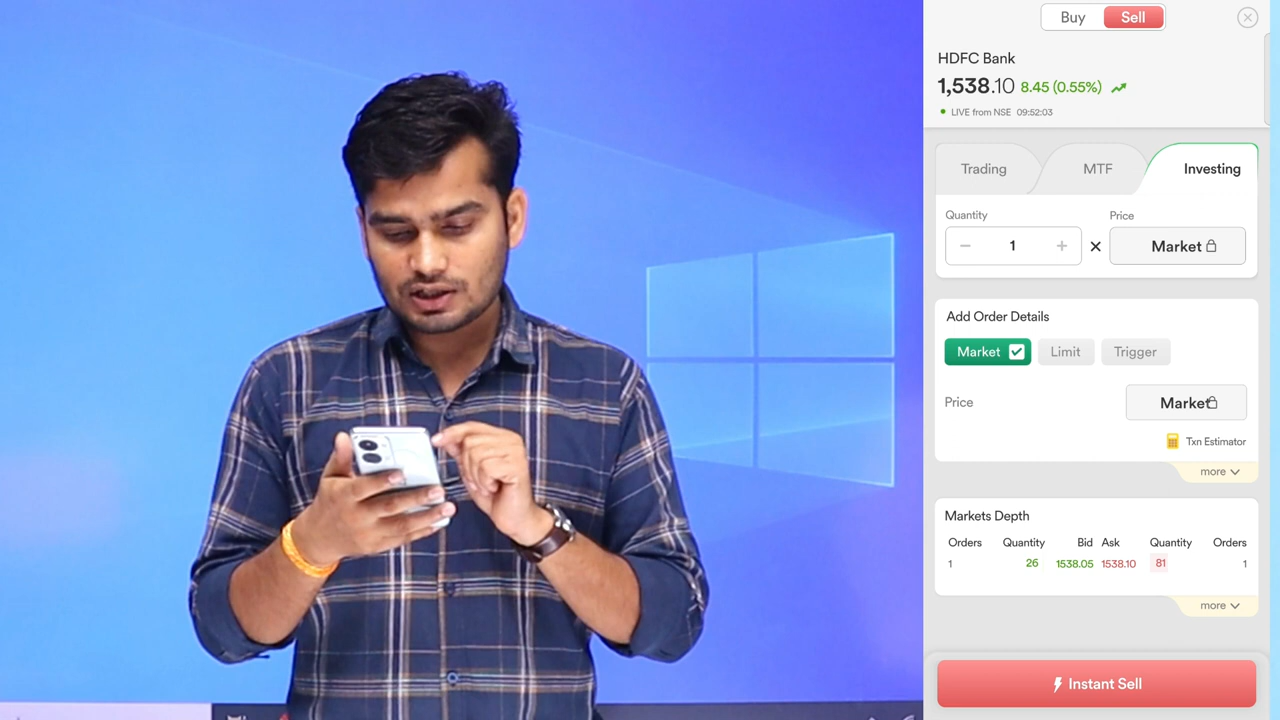 Buy Sell
HDFC Bank
1,538.10 8.45 (0.55%)
LIVE from NSE 09:52:03
Trading MTF Investing
Quantity Price
− 1 + × Market
Add Order Details
Market Limit Trigger
Price Market
Txn Estimator
more
Markets Depth
Orders Quantity Bid Ask Quantity Orders
1 26 1538.05 1538.10 81 1
more
Instant Sell